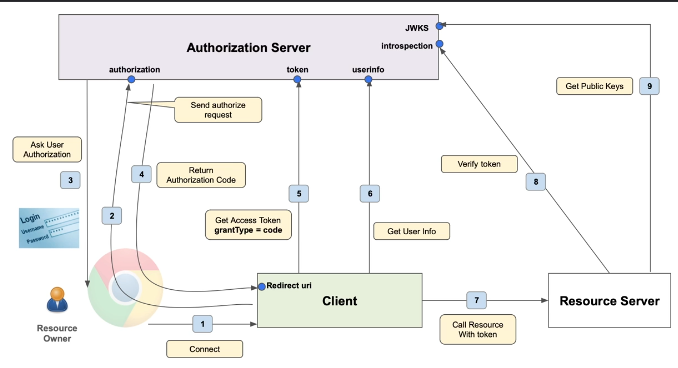 JWKS
Authorization Server
introspection
authorization
token
userinfo
Send authorize
request
Get Public Keys
9
Ask User
Authorization
3
4
Return
Authorization Code
Verify token
8
5
6
2
Login
Username
Password
Get Access Token
grantType = code
Get User Info
Redirect uri
Client
Resource Server
7
1
Call Resource
With token
Resource
Owner
Connect